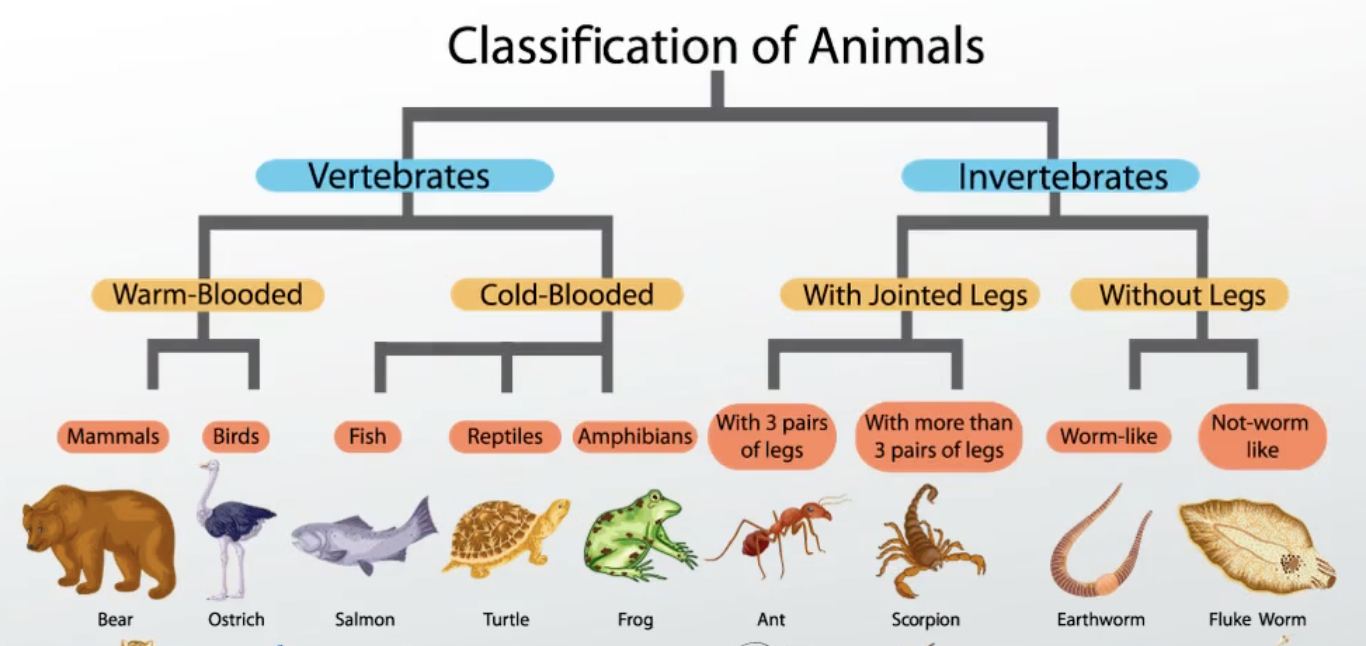 Classification of Animals
Vertebrates
Invertebrates
Warm-Blooded
Cold-Blooded
With Jointed Legs
Without Legs
Mammals
Birds
Fish
Reptiles
Amphibians
With 3 pairs
of legs
With more than
3 pairs of legs
Worm-like
Not-worm
like
Bear
Ostrich
Salmon
Turtle
Frog
Ant
Scorpion
Earthworm
Fluke Worm